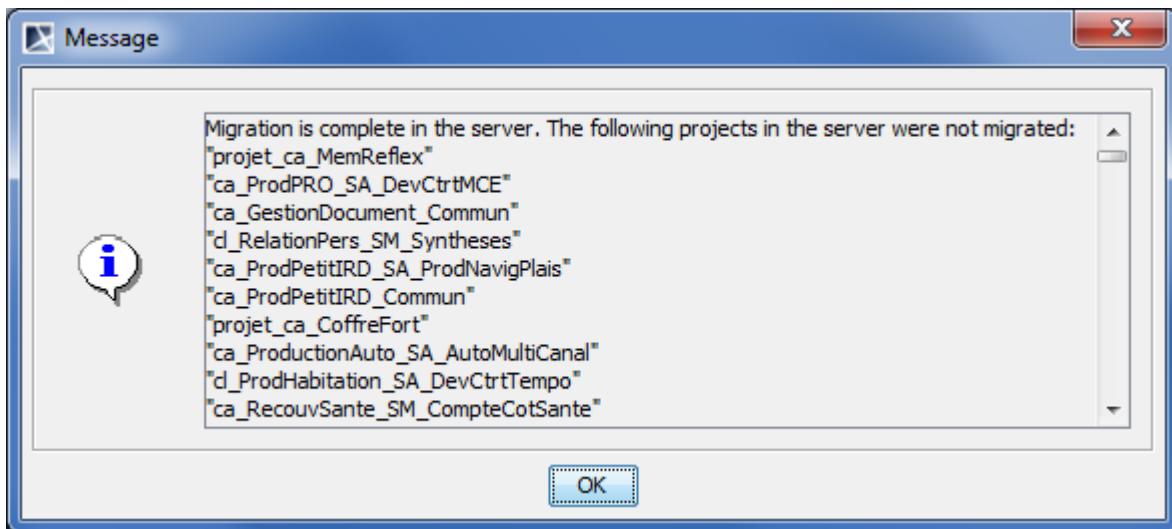 Message
Migration is complete in the server. The following projects in the server were not migrated:
"projet_ca_MemReflex"
"ca_ProdPRO_SA_DevCtrtMCE"
"ca_GestionDocument_Commun"
"cl_RelationPers_SM_Syntheses"
"ca_ProdPetitIRD_SA_ProdNavigPlais"
"ca_ProdPetitIRD_Commun"
"projet_ca_CoffreFort"
"ca_ProductionAuto_SA_AutoMultiCanal"
"cl_ProdHabitation_SA_DevCtrtTempo"
"ca_RecouvSante_SM_CompteCotSante"
OK